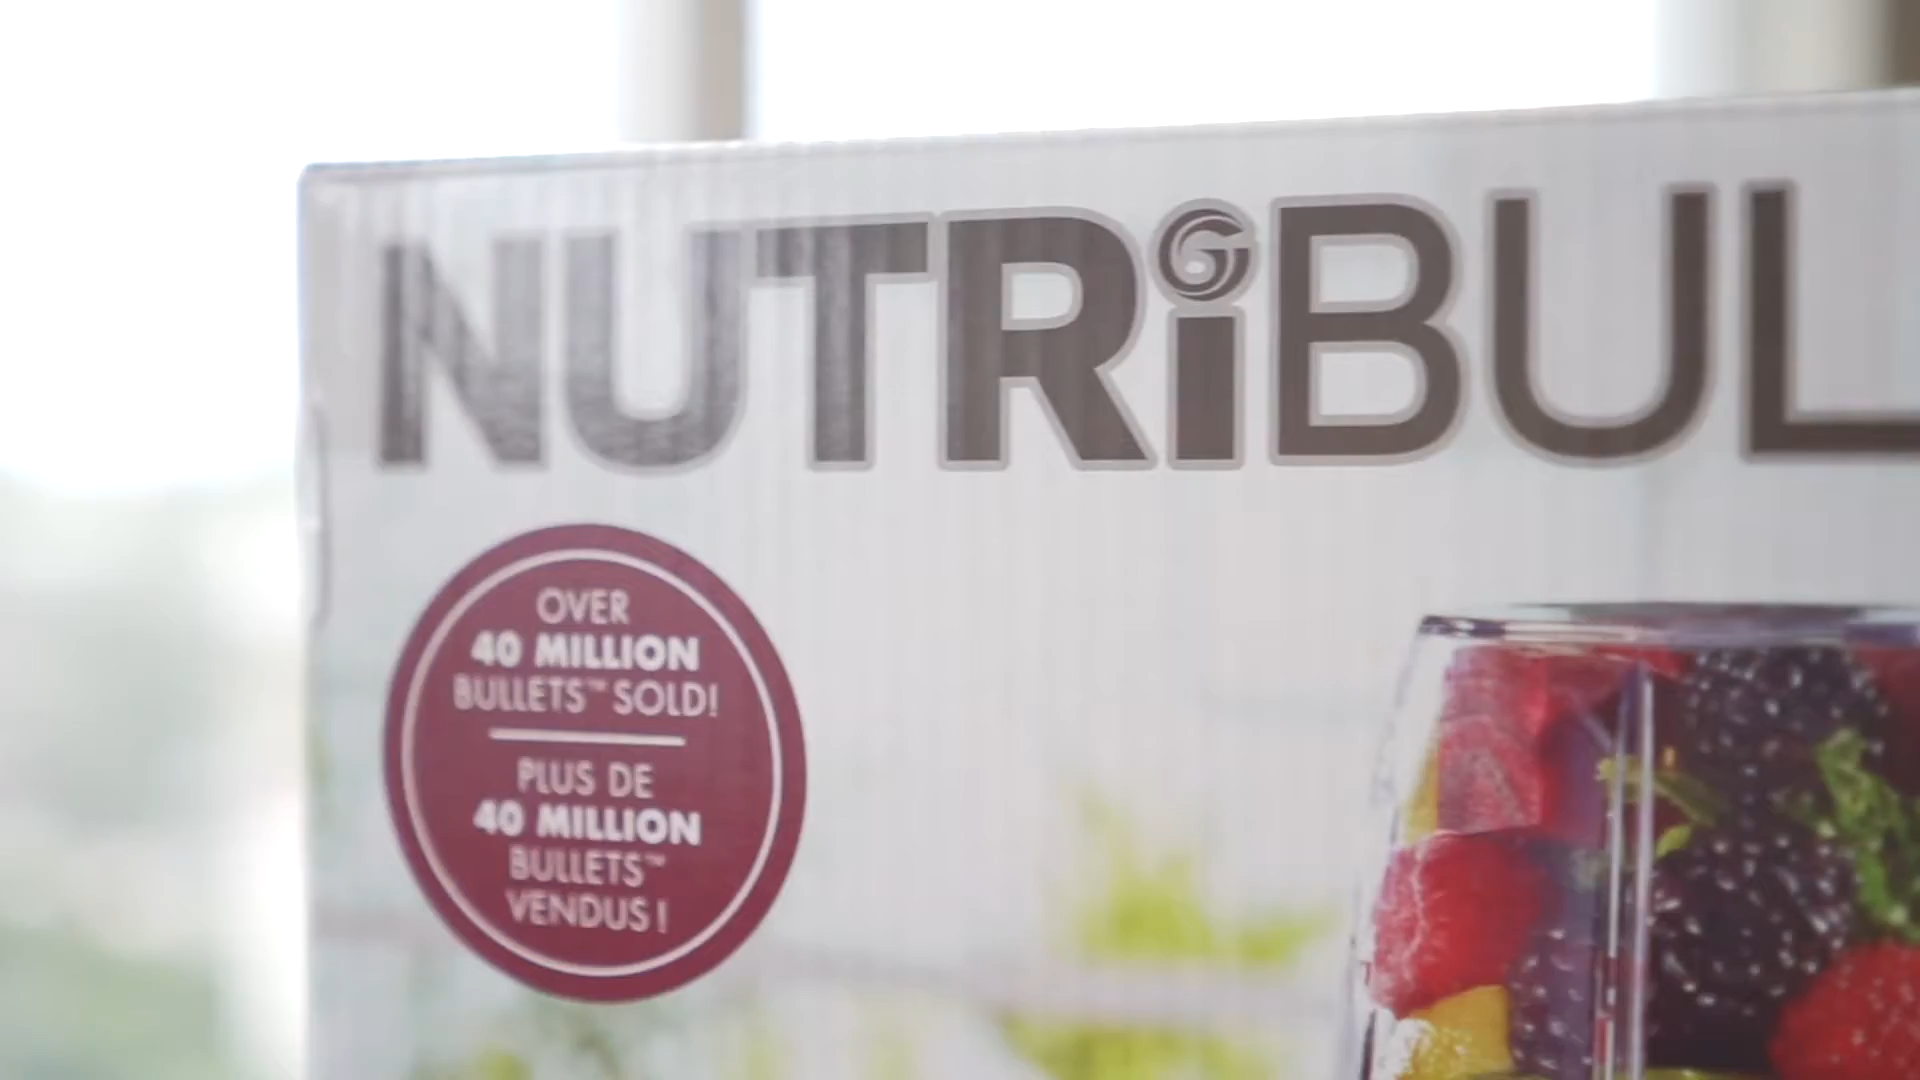 NUTRiBUL
OVER
40 MILLION
BULLETS™ SOLD!
PLUS DE
40 MILLION
BULLETS™
VENDUS !